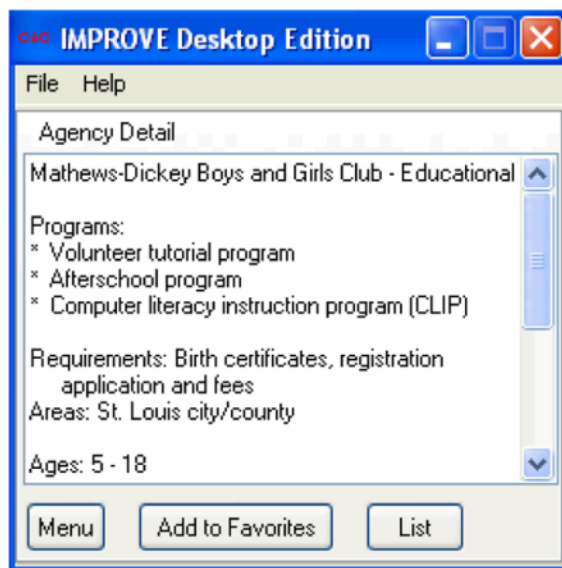 CAC IMPROVE Desktop Edition
File Help
Agency Detail
Mathews-Dickey Boys and Girls Club - Educational
Programs:
* Volunteer tutorial program
* Afterschool program
* Computer literacy instruction program (CLIP)
Requirements: Birth certificates, registration
application and fees
Areas: St. Louis city/county
Ages: 5 - 18
Menu Add to Favorites List